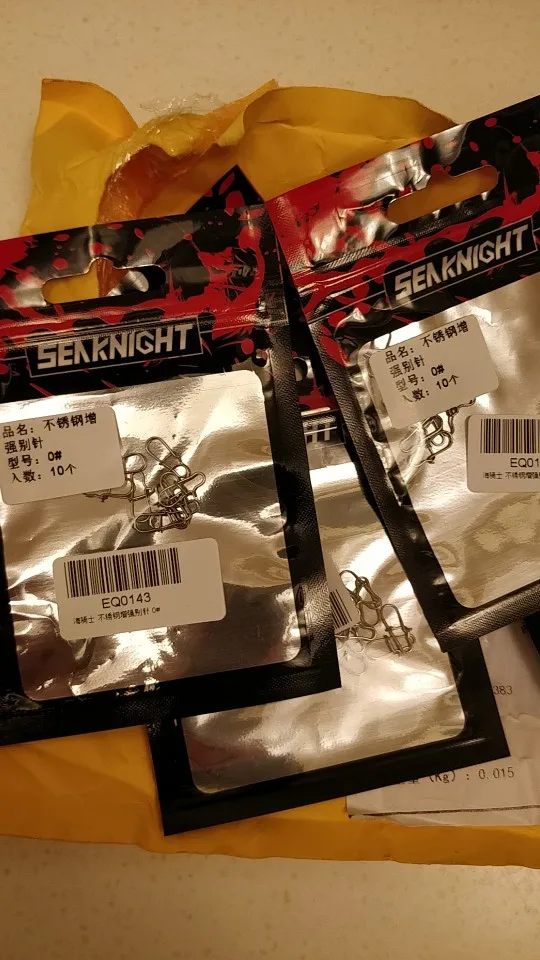 SEAKNIGHT
品名：不锈钢增
强别针
型号：0#
入数：10个
EQ0143
海骑士 不锈钢增强别针 0#
SEAKNIGHT
品名：不锈钢增
强别针
型号：0#
入数：10个
EQ01
海骑士 不锈钢增强别
KNIGHT
383
(Kg)：0.015